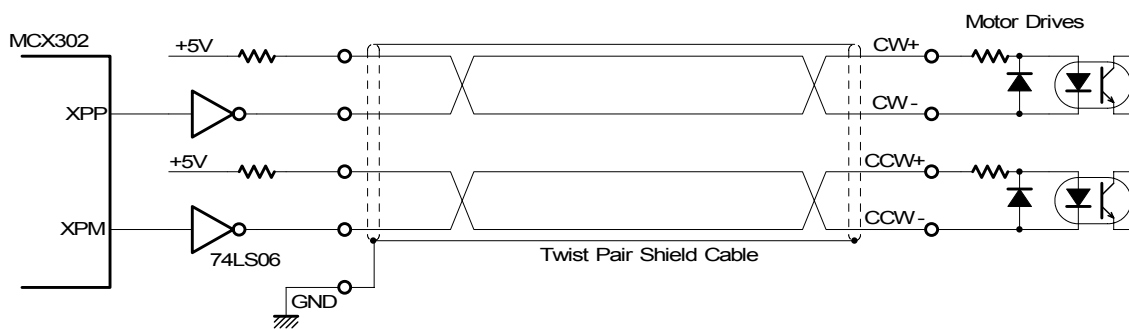 Motor Drives
MCX302
+5V
CW+
XPP
CW-
+5V
CCW+
XPM
CCW-
74LS06
Twist Pair Shield Cable
GND